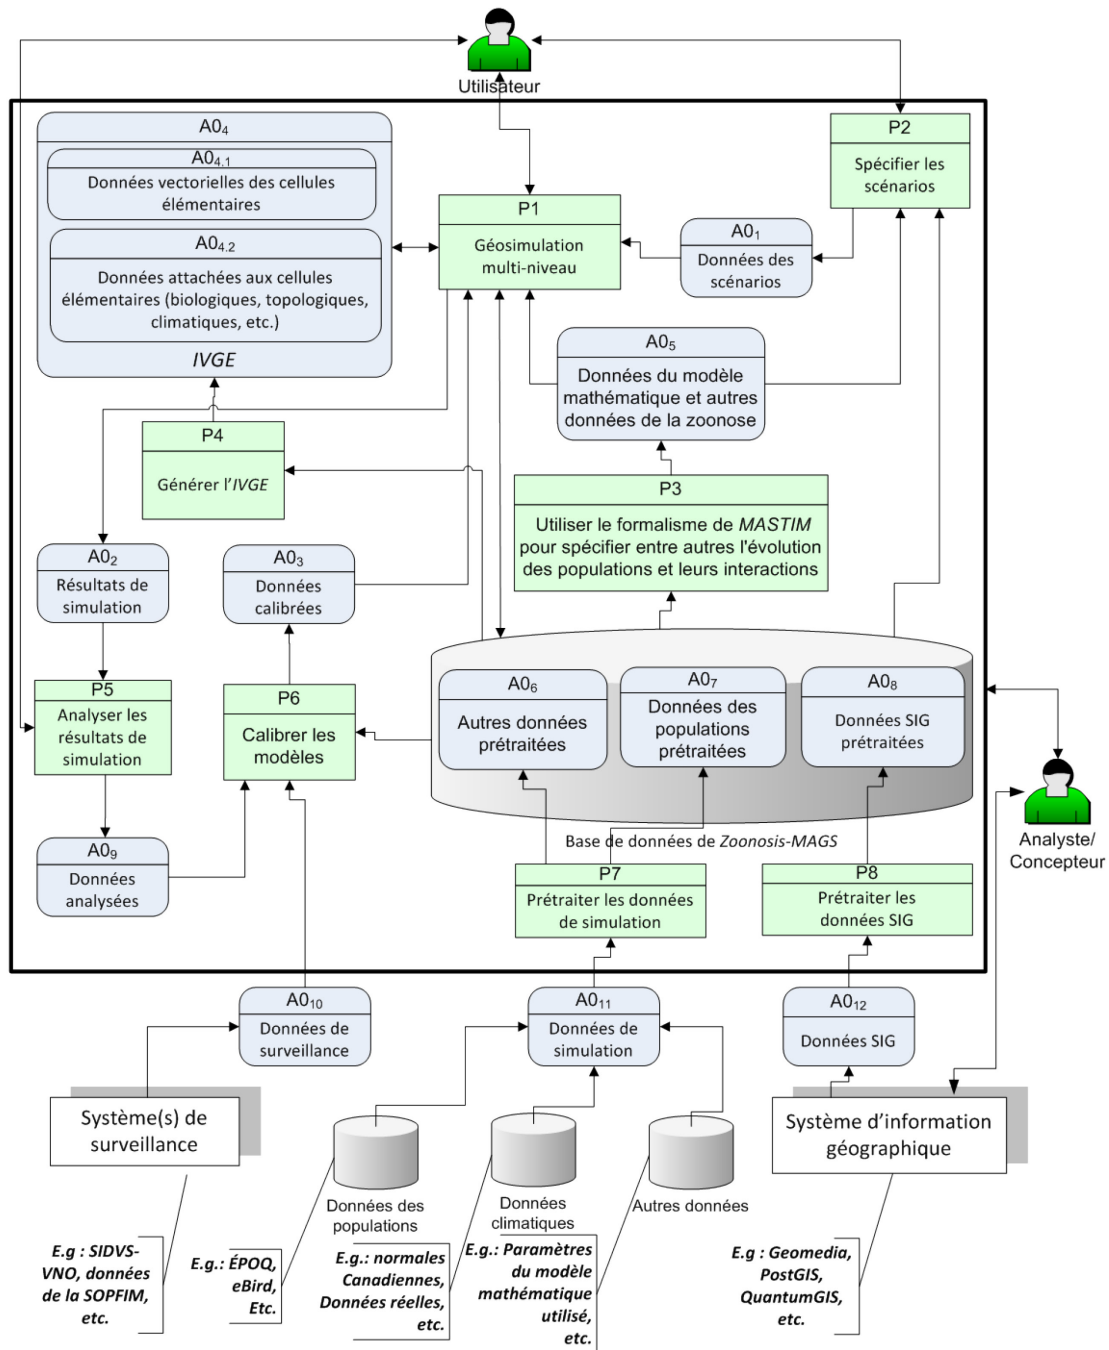 Utilisateur
A0₄
A0₄.₁
Données vectorielles des cellules
élémentaires
A0₄.₂
Données attachées aux cellules
élémentaires (biologiques, topologiques,
climatiques, etc.)
IVGE
P1
Géosimulation
multi-niveau
P2
Spécifier les
scénarios
A0₁
Données des
scénarios
A0₅
Données du modèle
mathématique et autres
données de la zoonose
P4
Générer l'IVGE
P3
Utiliser le formalisme de MASTIM
pour spécifier entre autres l'évolution
des populations et leurs interactions
A0₂
Résultats de
simulation
A0₃
Données
calibrées
P5
Analyser les
résultats de
simulation
P6
Calibrer les
modèles
A0₆
Autres données
prétraitées
A0₇
Données des
populations
prétraitées
A0₈
Données SIG
prétraitées
Base de données de Zoonosis-MAGS
Analyste/
Concepteur
A0₉
Données
analysées
P7
Prétraiter les données
de simulation
P8
Prétraiter les
données SIG
A0₁₀
Données de
surveillance
A0₁₁
Données de
simulation
A0₁₂
Données SIG
Système(s) de
surveillance
Données des
populations
Données
climatiques
Autres données
Système d'information
géographique
E.g : SIDVS-
VNO, données
de la SOPFIM,
etc.
E.g.: ÉPOQ,
eBird,
Etc.
E.g.: normales
Canadiennes,
Données réelles,
etc.
E.g.: Paramètres
du modèle
mathématique
utilisé,
etc.
E.g : Geomedia,
PostGIS,
QuantumGIS,
etc.